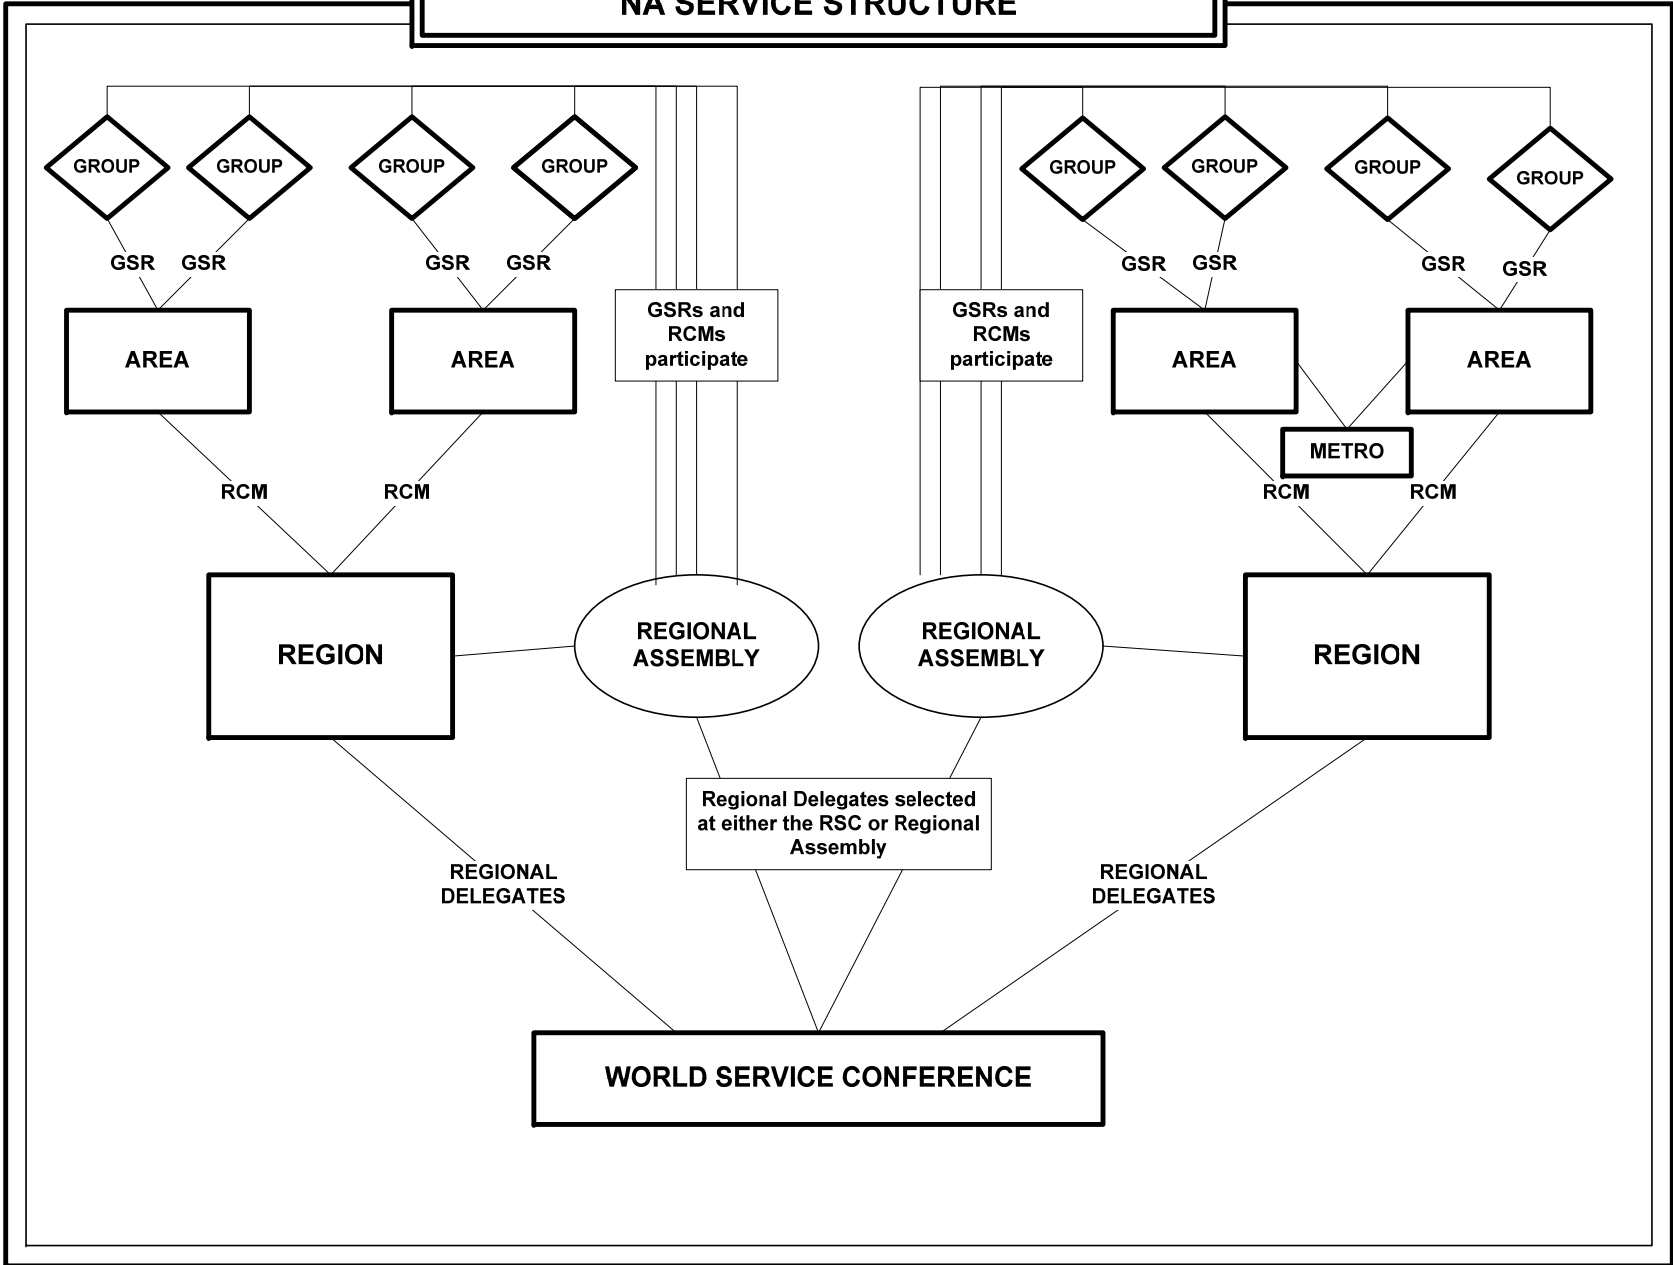 NA SERVICE STRUCTURE
GROUP
GROUP
GROUP
GROUP
GROUP
GROUP
GROUP
GROUP
GSR
GSR
GSR
GSR
GSR
GSR
GSR
GSR
GSRs and
RCMs
participate
GSRs and
RCMs
participate
AREA
AREA
AREA
AREA
METRO
RCM
RCM
RCM
RCM
REGION
REGIONAL
ASSEMBLY
REGIONAL
ASSEMBLY
REGION
Regional Delegates selected
at either the RSC or Regional
Assembly
REGIONAL
DELEGATES
REGIONAL
DELEGATES
WORLD SERVICE CONFERENCE